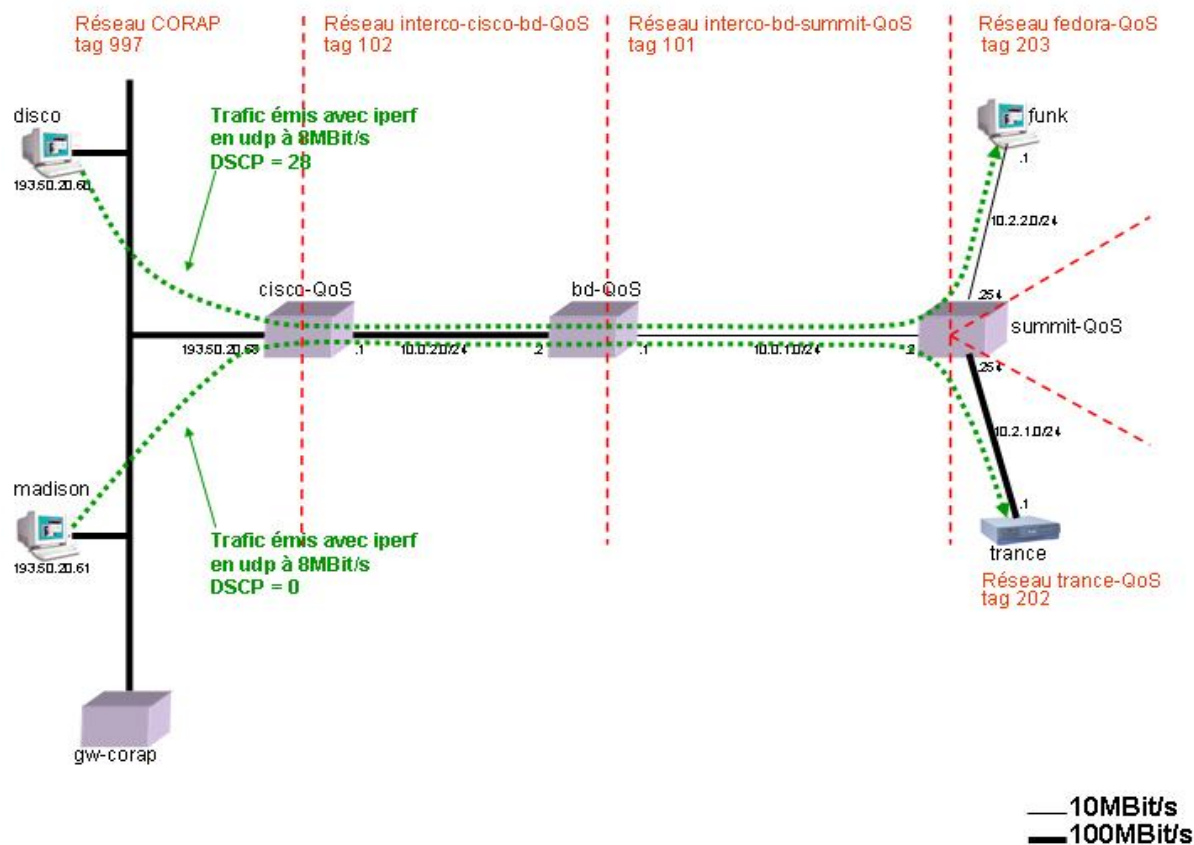 Réseau CORAP
tag 997
Réseau interco-cisco-bd-QoS
tag 102
Réseau interco-bd-summit-QoS
tag 101
Réseau fedora-QoS
tag 203
disco
193.50.20.60
Trafic émis avec iperf
en udp à 8MBit/s
DSCP = 28
funk
.1
10.2.2.0/24
.254
cisco-QoS
bd-QoS
summit-QoS
.1
10.0.2.0/24
.2
.1
10.0.1.0/24
.2
.254
10.2.1.0/24
.1
madison
193.50.20.61
Trafic émis avec iperf
en udp à 8MBit/s
DSCP = 0
trance
Réseau trance-QoS
tag 202
gw-corap
10MBit/s
100MBit/s